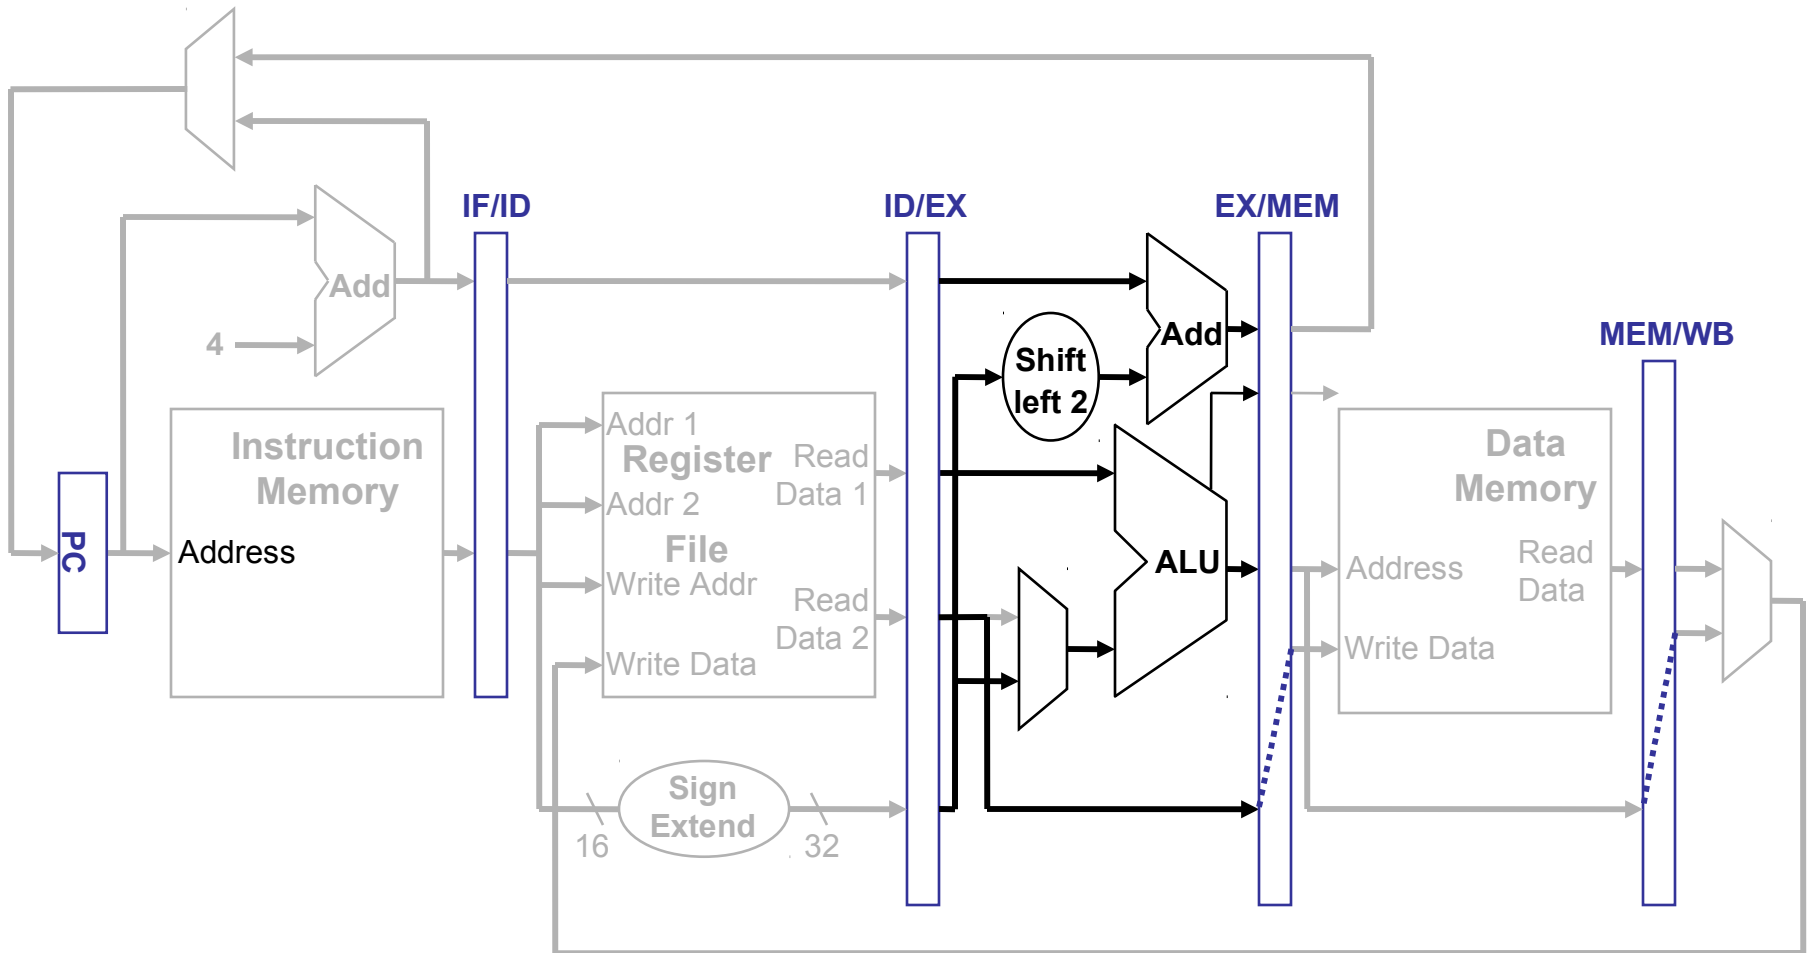 IF/ID
ID/EX
EX/MEM
MEM/WB
Add
4
Instruction
Memory
Address
PC
Addr 1
Register
Read
Data 1
Addr 2
File
Write Addr
Read
Data 2
Write Data
Sign
Extend
16
32
Shift
left 2
Add
ALU
Data
Memory
Address
Read
Data
Write Data